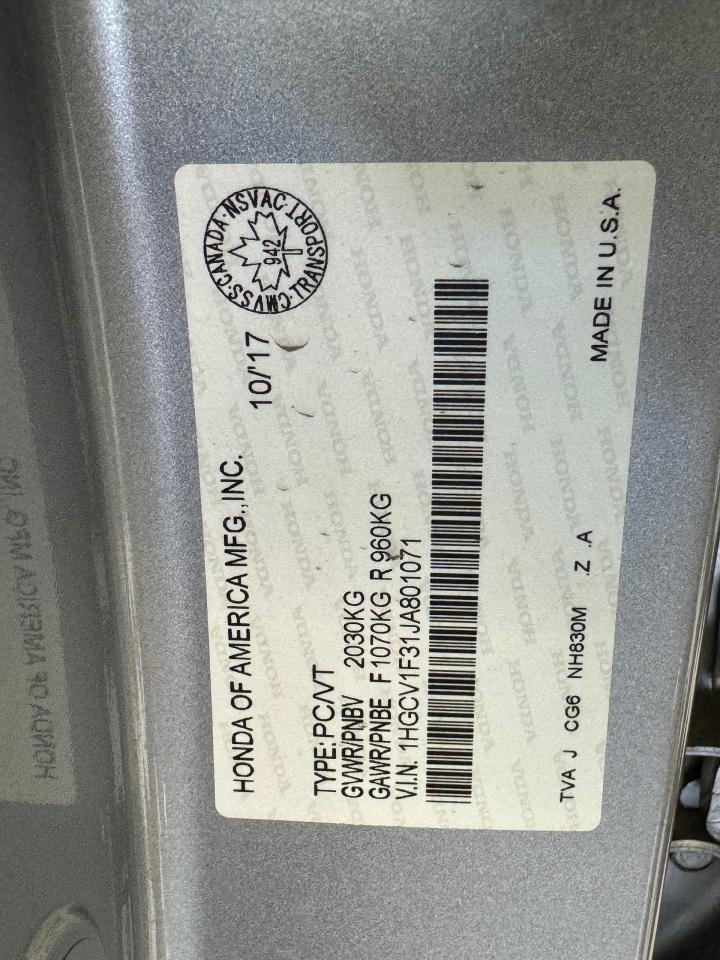 HONDA OF AMERICA MFG.,INC. 10/'17
CMVSS·CANADA·NSVAC·TRANSPORT·
942
TYPE:PC/VT
GVWR/PNBV 2030KG
GAWR/PNBE F 1070KG R 960KG
V.I.N. 1HGCV1F31JA801071
TVA J CG6 NH830M .Z .A
MADE IN U.S.A.